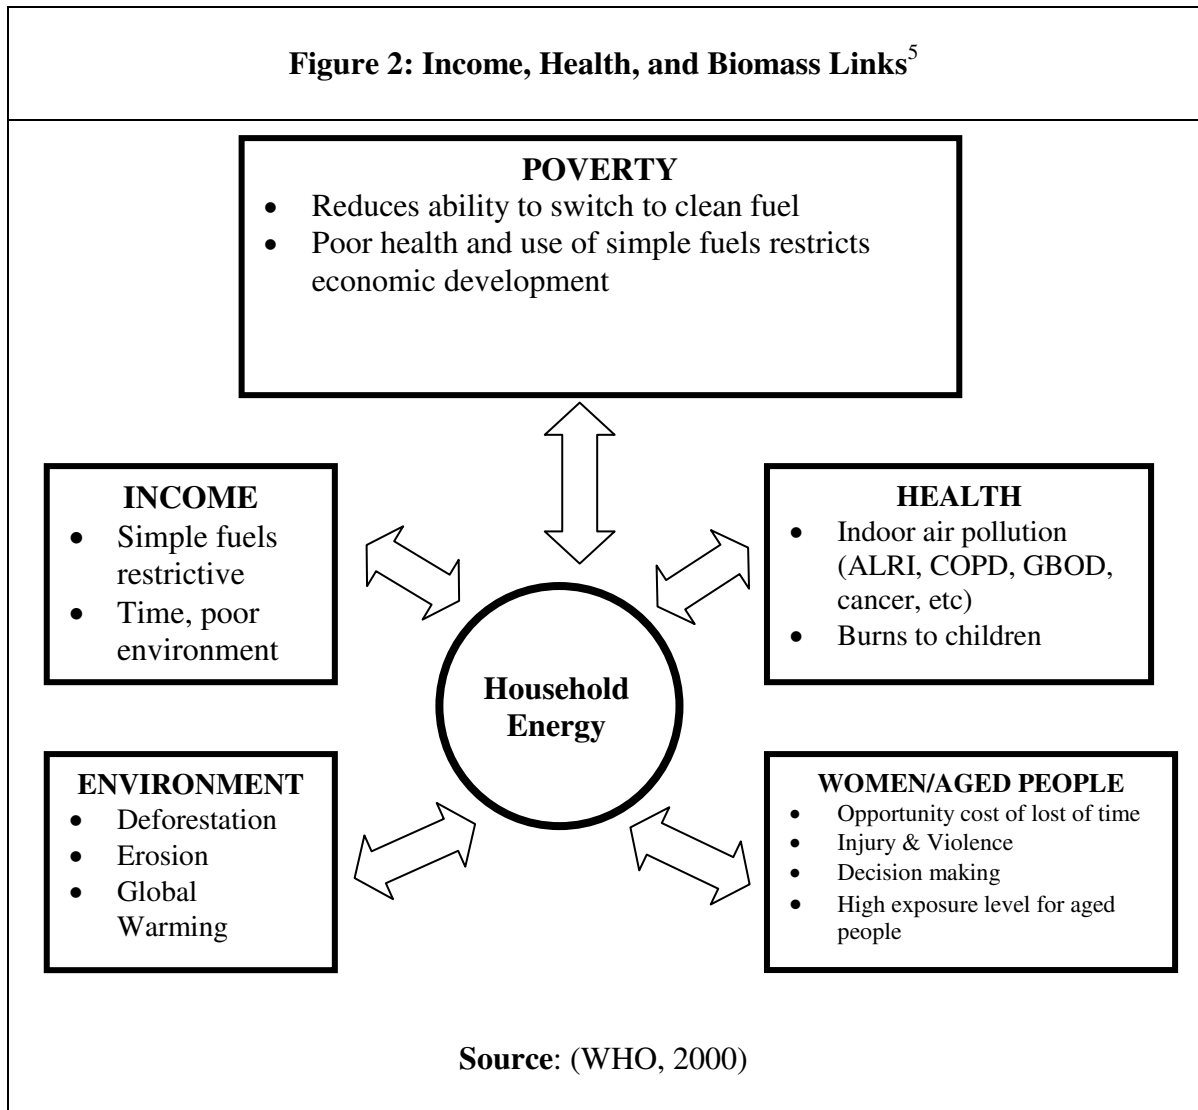 Figure 2: Income, Health, and Biomass Links5
POVERTY
• Reduces ability to switch to clean fuel
• Poor health and use of simple fuels restricts
economic development
INCOME
• Simple fuels
restrictive
• Time, poor
environment
HEALTH
• Indoor air pollution
(ALRI, COPD, GBOD,
cancer, etc)
• Burns to children
Household
Energy
ENVIRONMENT
• Deforestation
• Erosion
• Global
Warming
WOMEN/AGED PEOPLE
• Opportunity cost of lost of time
• Injury & Violence
• Decision making
• High exposure level for aged
people
Source: (WHO, 2000)